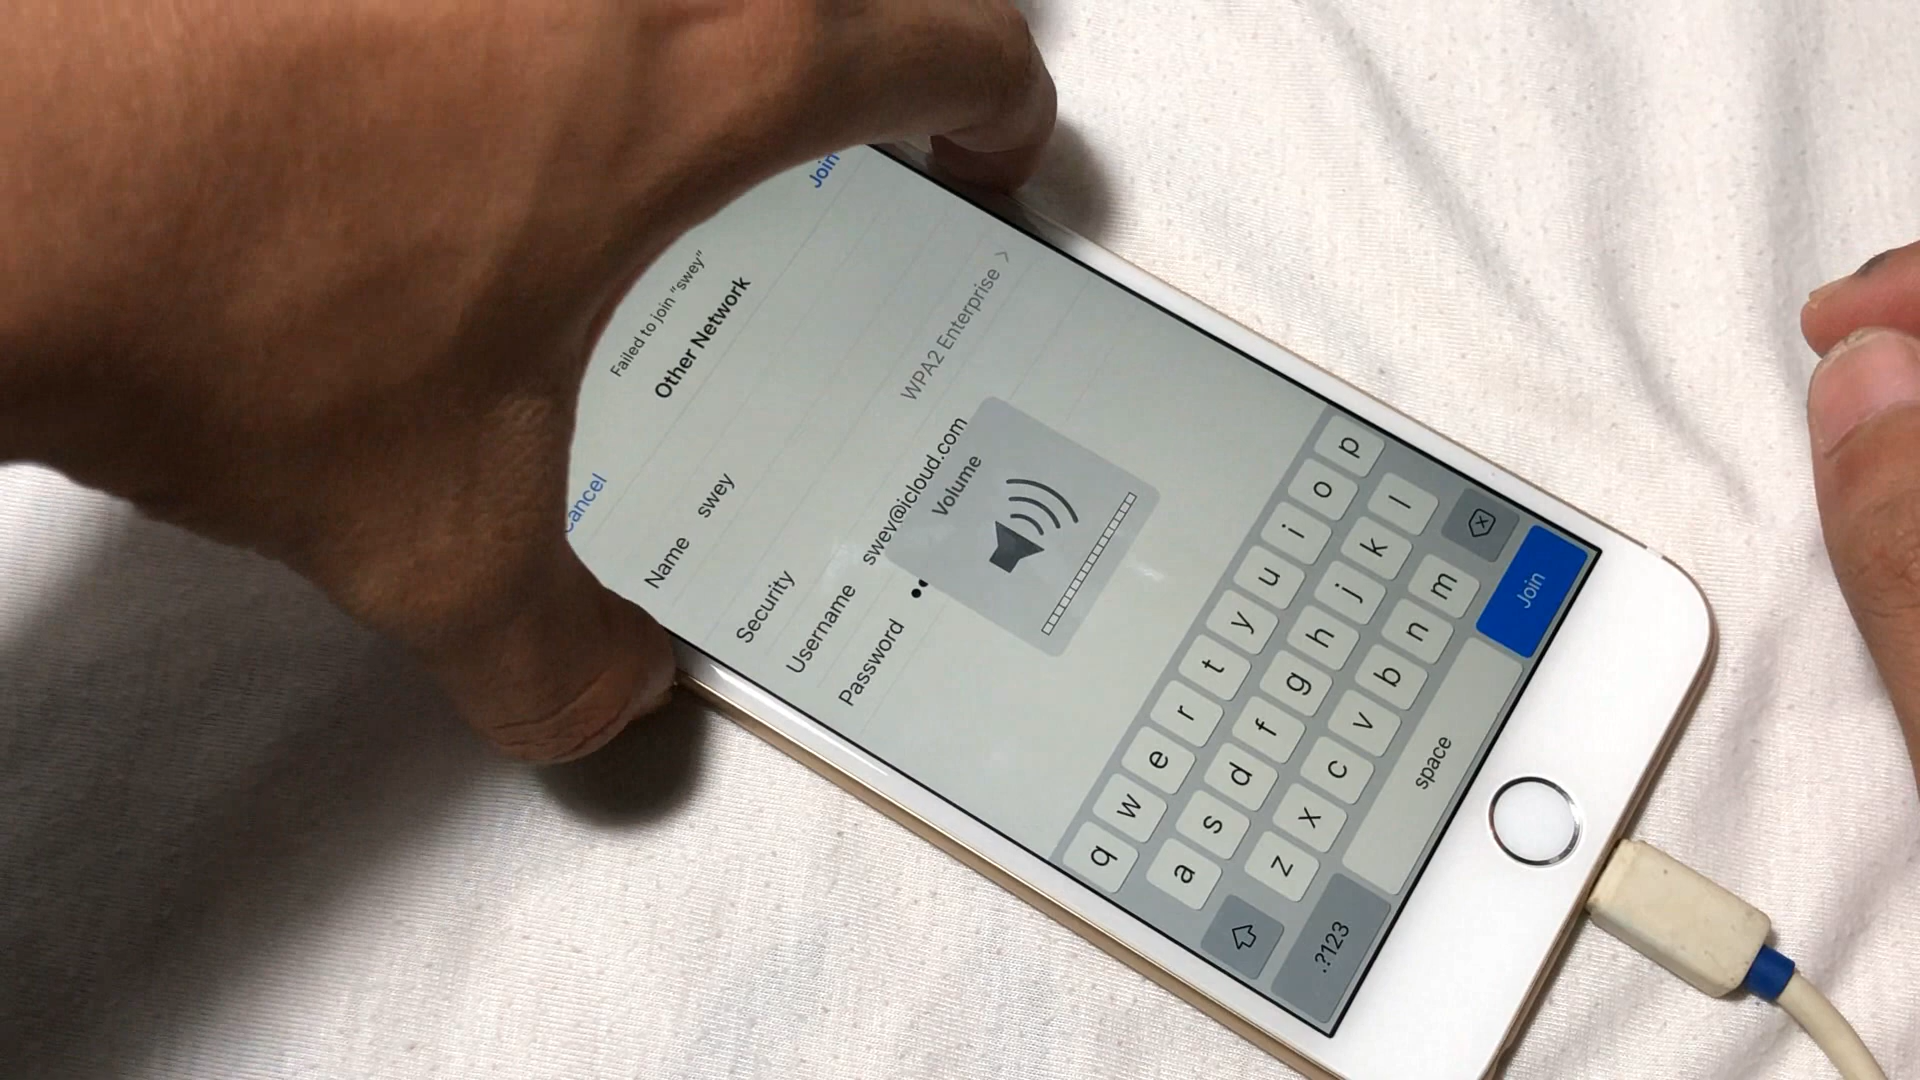 Failed to join "swey"
Cancel
Other Network
Join
Name swey
Security WPA2 Enterprise >
Username swey@icloud.com
Password ••
Volume
q w e r t y u i o p
a s d f g h j k l
z x c v b n m
.?123 space Join